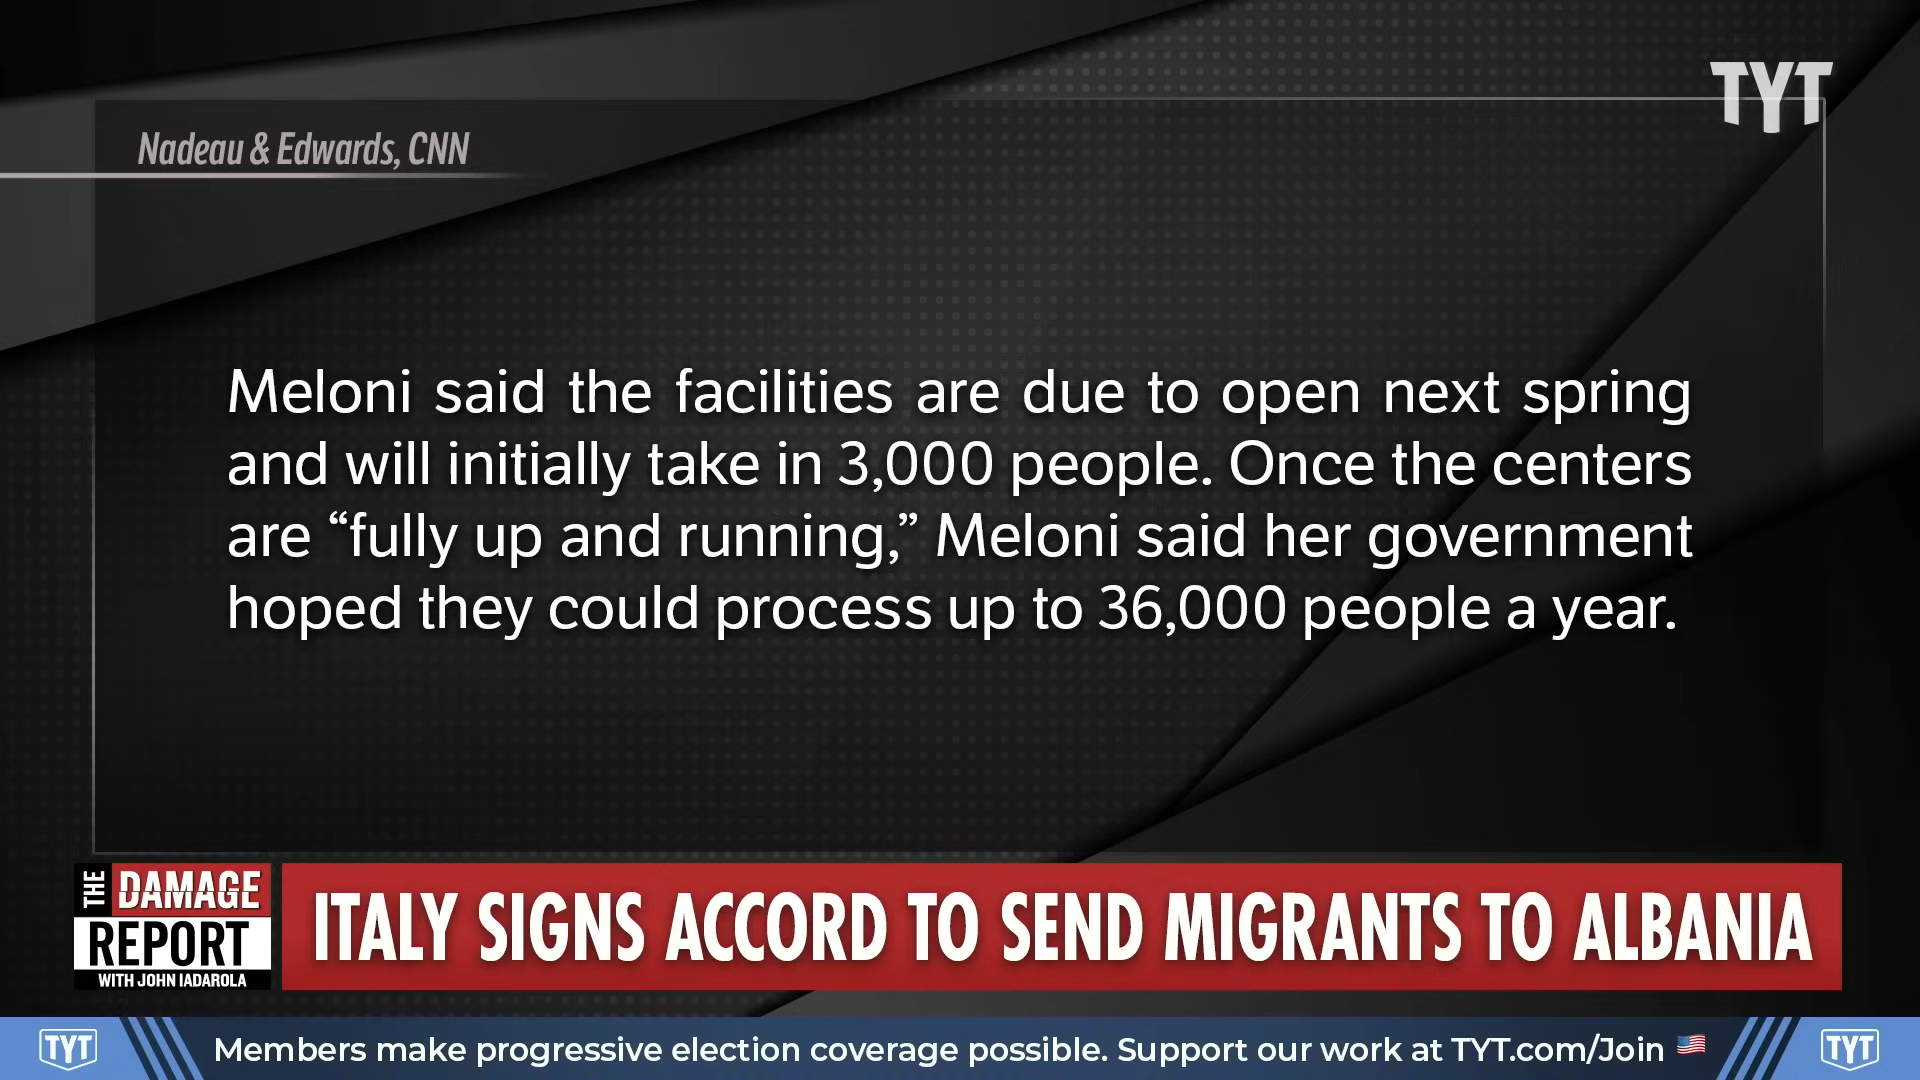 TYT
Nadeau & Edwards, CNN
Meloni said the facilities are due to open next spring
and will initially take in 3,000 people. Once the centers
are “fully up and running,” Meloni said her government
hoped they could process up to 36,000 people a year.
THE DAMAGE
REPORT
WITH JOHN IADAROLA
ITALY SIGNS ACCORD TO SEND MIGRANTS TO ALBANIA
TYT
Members make progressive election coverage possible. Support our work at TYT.com/Join 🇺🇸
TYT